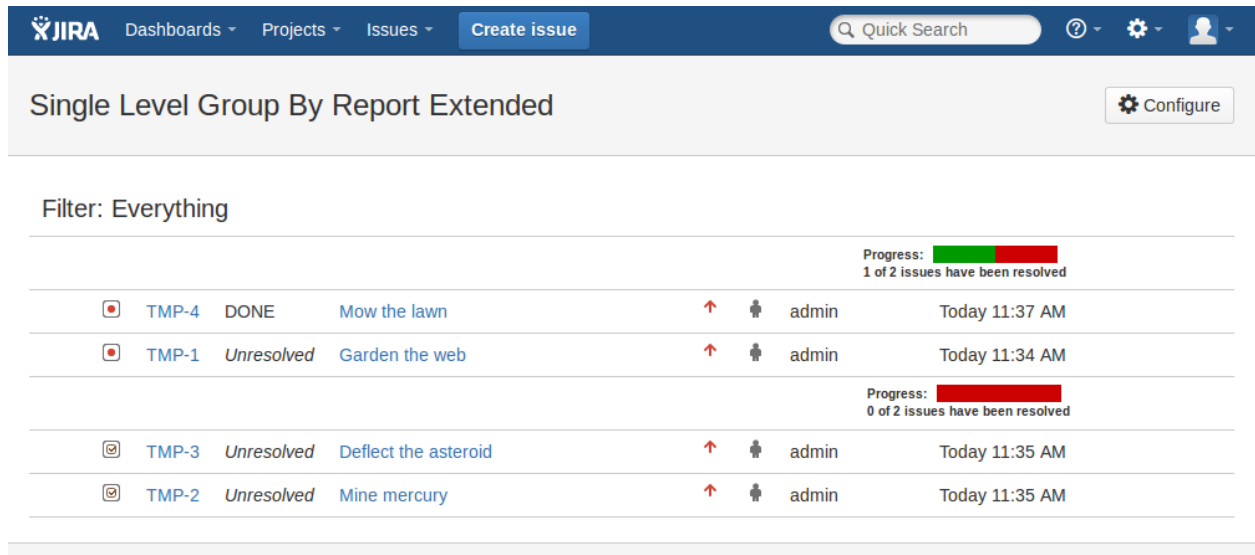 JIRA Dashboards Projects Issues Create issue Quick Search
Single Level Group By Report Extended Configure
Filter: Everything
Progress:
1 of 2 issues have been resolved
TMP-4 DONE Mow the lawn admin Today 11:37 AM
TMP-1 Unresolved Garden the web admin Today 11:34 AM
Progress:
0 of 2 issues have been resolved
TMP-3 Unresolved Deflect the asteroid admin Today 11:35 AM
TMP-2 Unresolved Mine mercury admin Today 11:35 AM